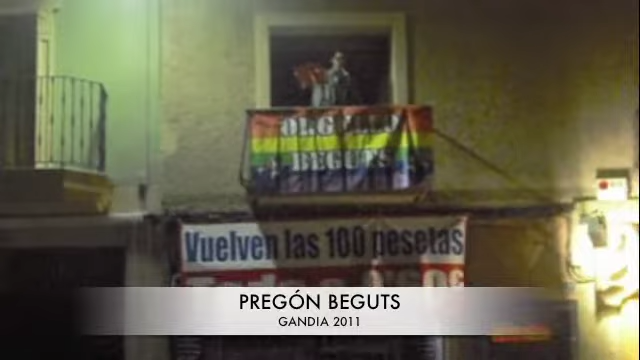 ORGULLO
BEGUTS
Vuelven las 100 pesetas
PREGÓN BEGUTS
GANDIA 2011